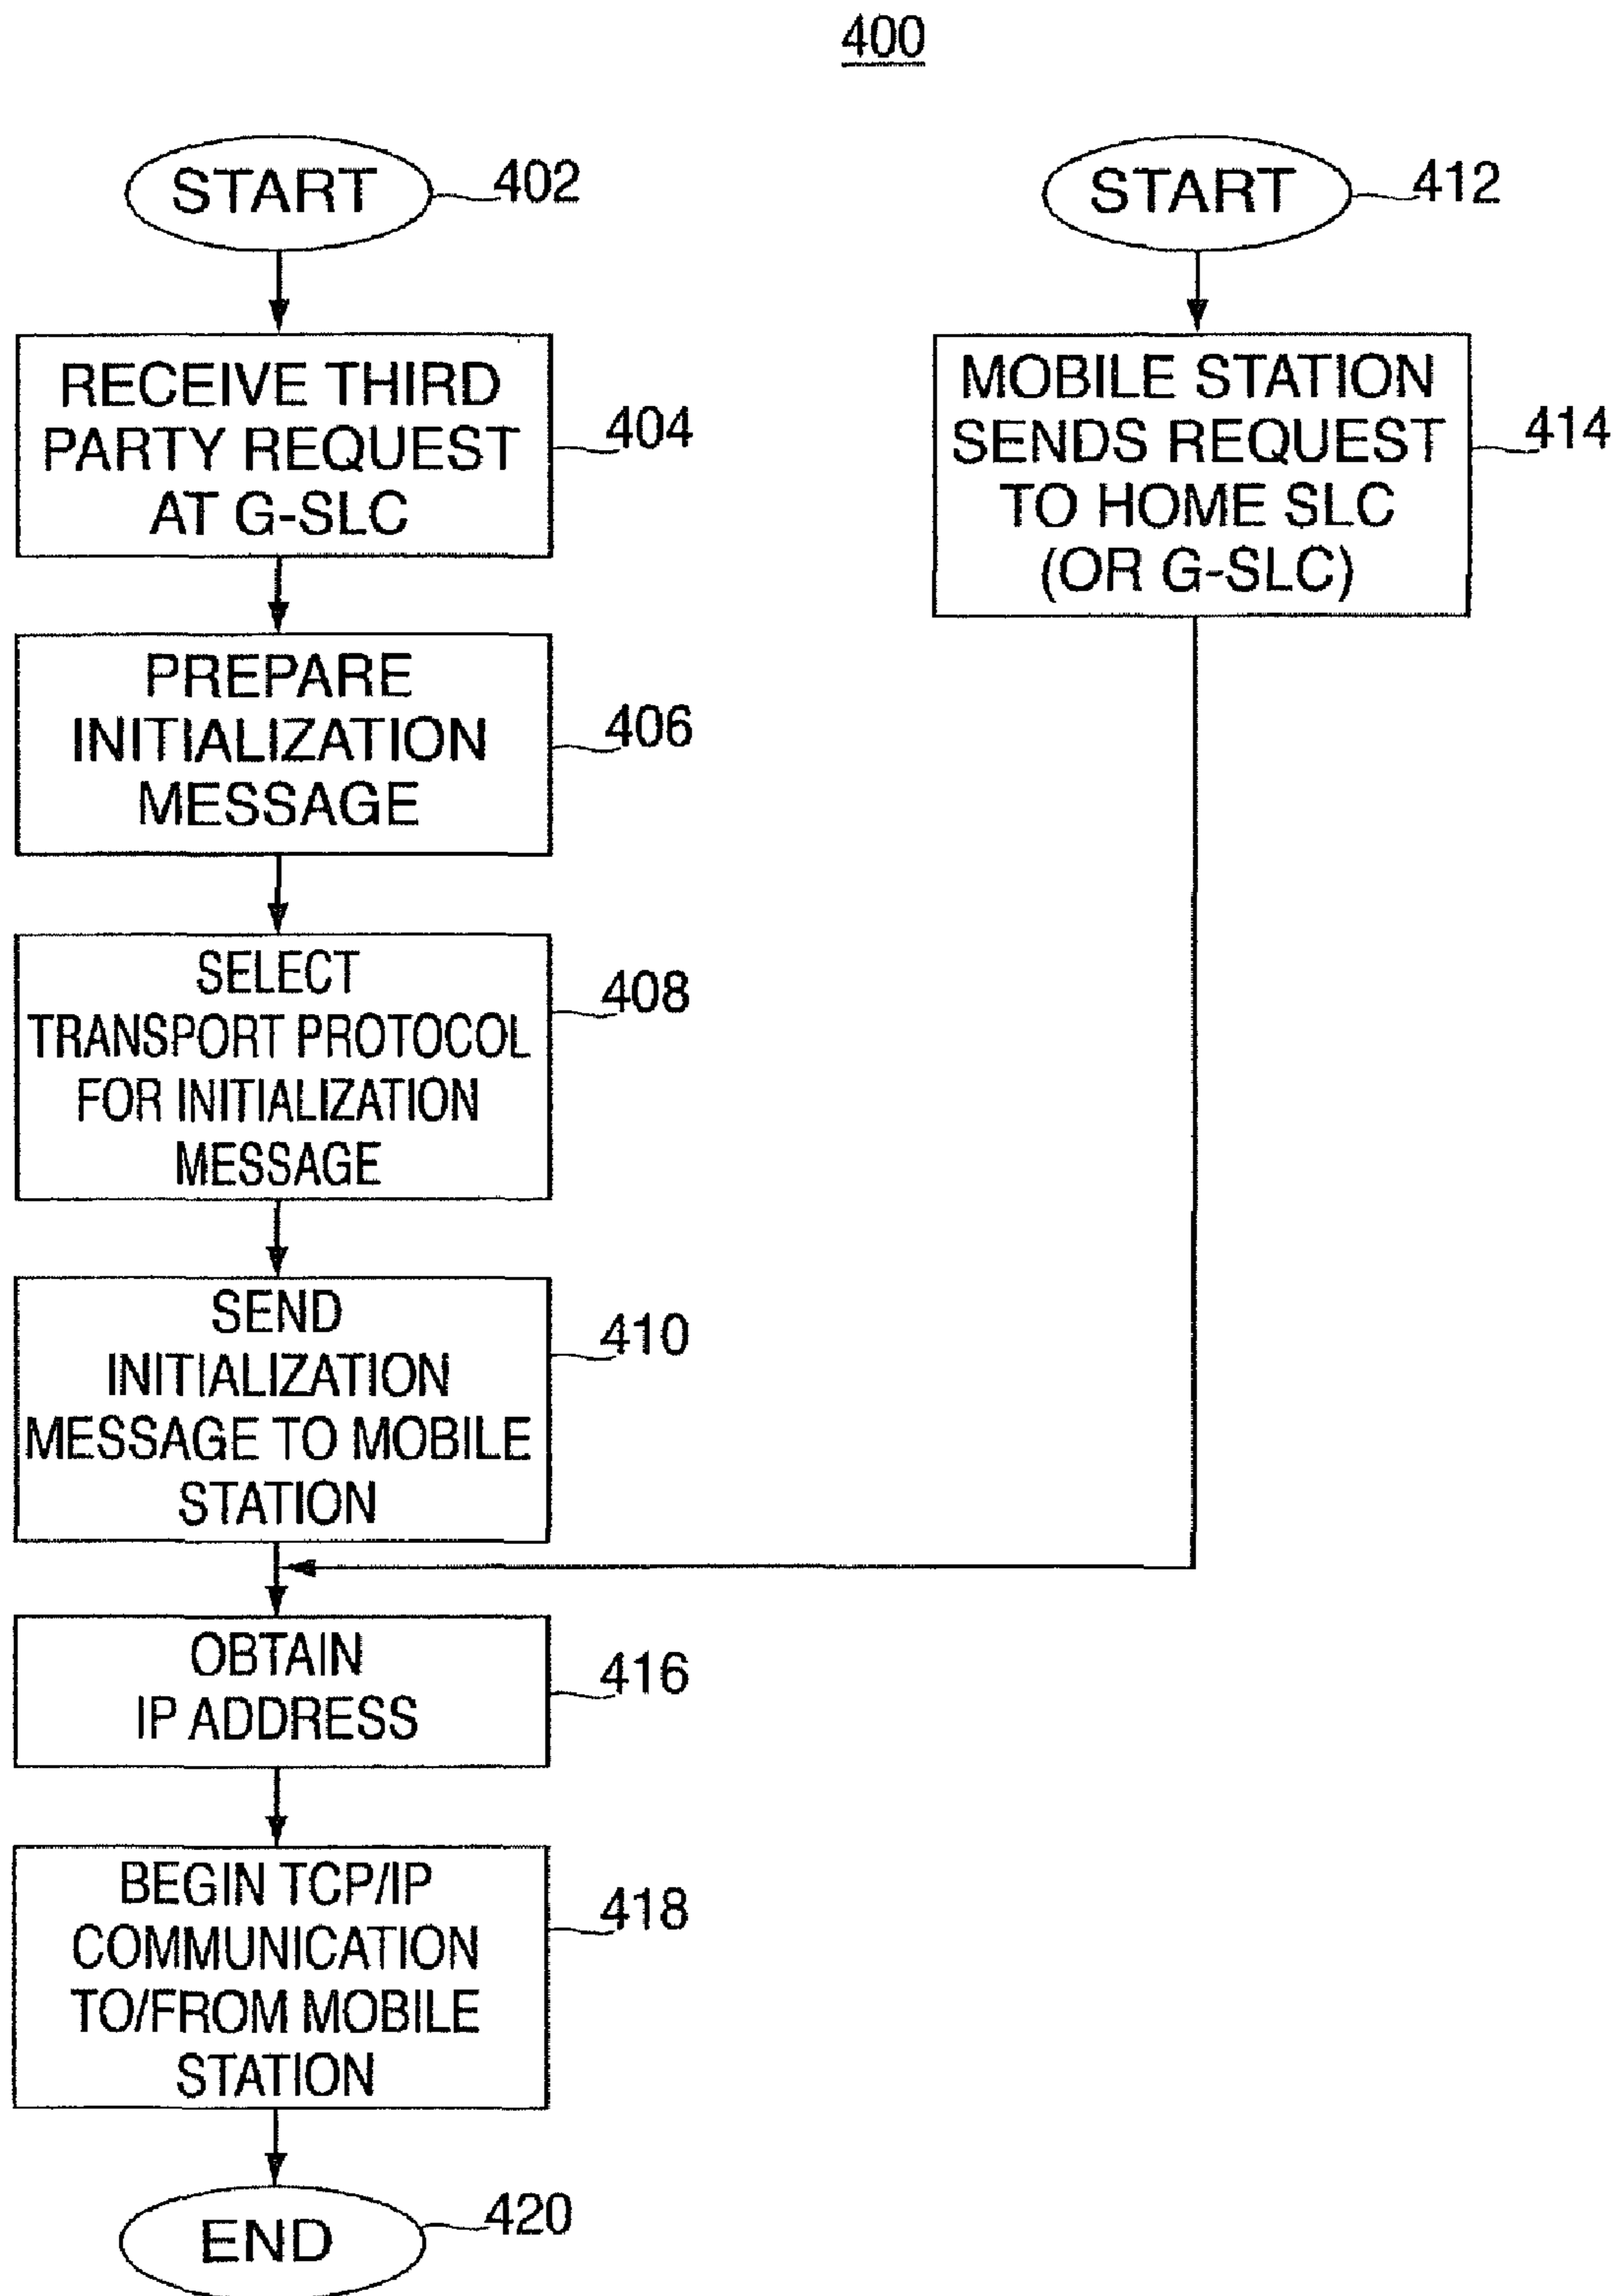 400
START
402
RECEIVE THIRD
PARTY REQUEST
AT G-SLC
404
PREPARE
INITIALIZATION
MESSAGE
406
SELECT
TRANSPORT PROTOCOL
FOR INITIALIZATION
MESSAGE
408
SEND
INITIALIZATION
MESSAGE TO MOBILE
STATION
410
START
412
MOBILE STATION
SENDS REQUEST
TO HOME SLC
(OR G-SLC)
414
OBTAIN
IP ADDRESS
416
BEGIN TCP/IP
COMMUNICATION
TO/FROM MOBILE
STATION
418
END
420